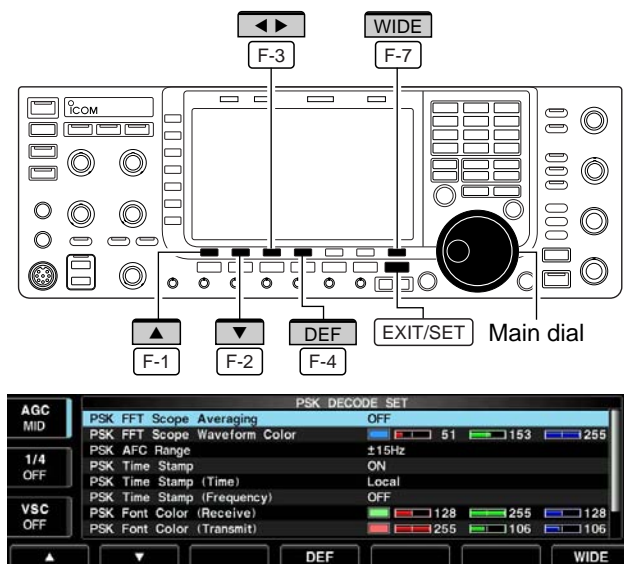 ◄ ►
WIDE
F-3
F-7
ICOM
▲
▼
DEF
EXIT/SET
Main dial
F-1
F-2
F-4
PSK DECODE SET
AGC
MID
1/4
OFF
VSC
OFF
PSK FFT Scope Averaging OFF
PSK FFT Scope Waveform Color 51 153 255
PSK AFC Range ±15Hz
PSK Time Stamp ON
PSK Time Stamp (Time) Local
PSK Time Stamp (Frequency) OFF
PSK Font Color (Receive) 128 255 128
PSK Font Color (Transmit) 255 106 106
▲ ▼ DEF WIDE